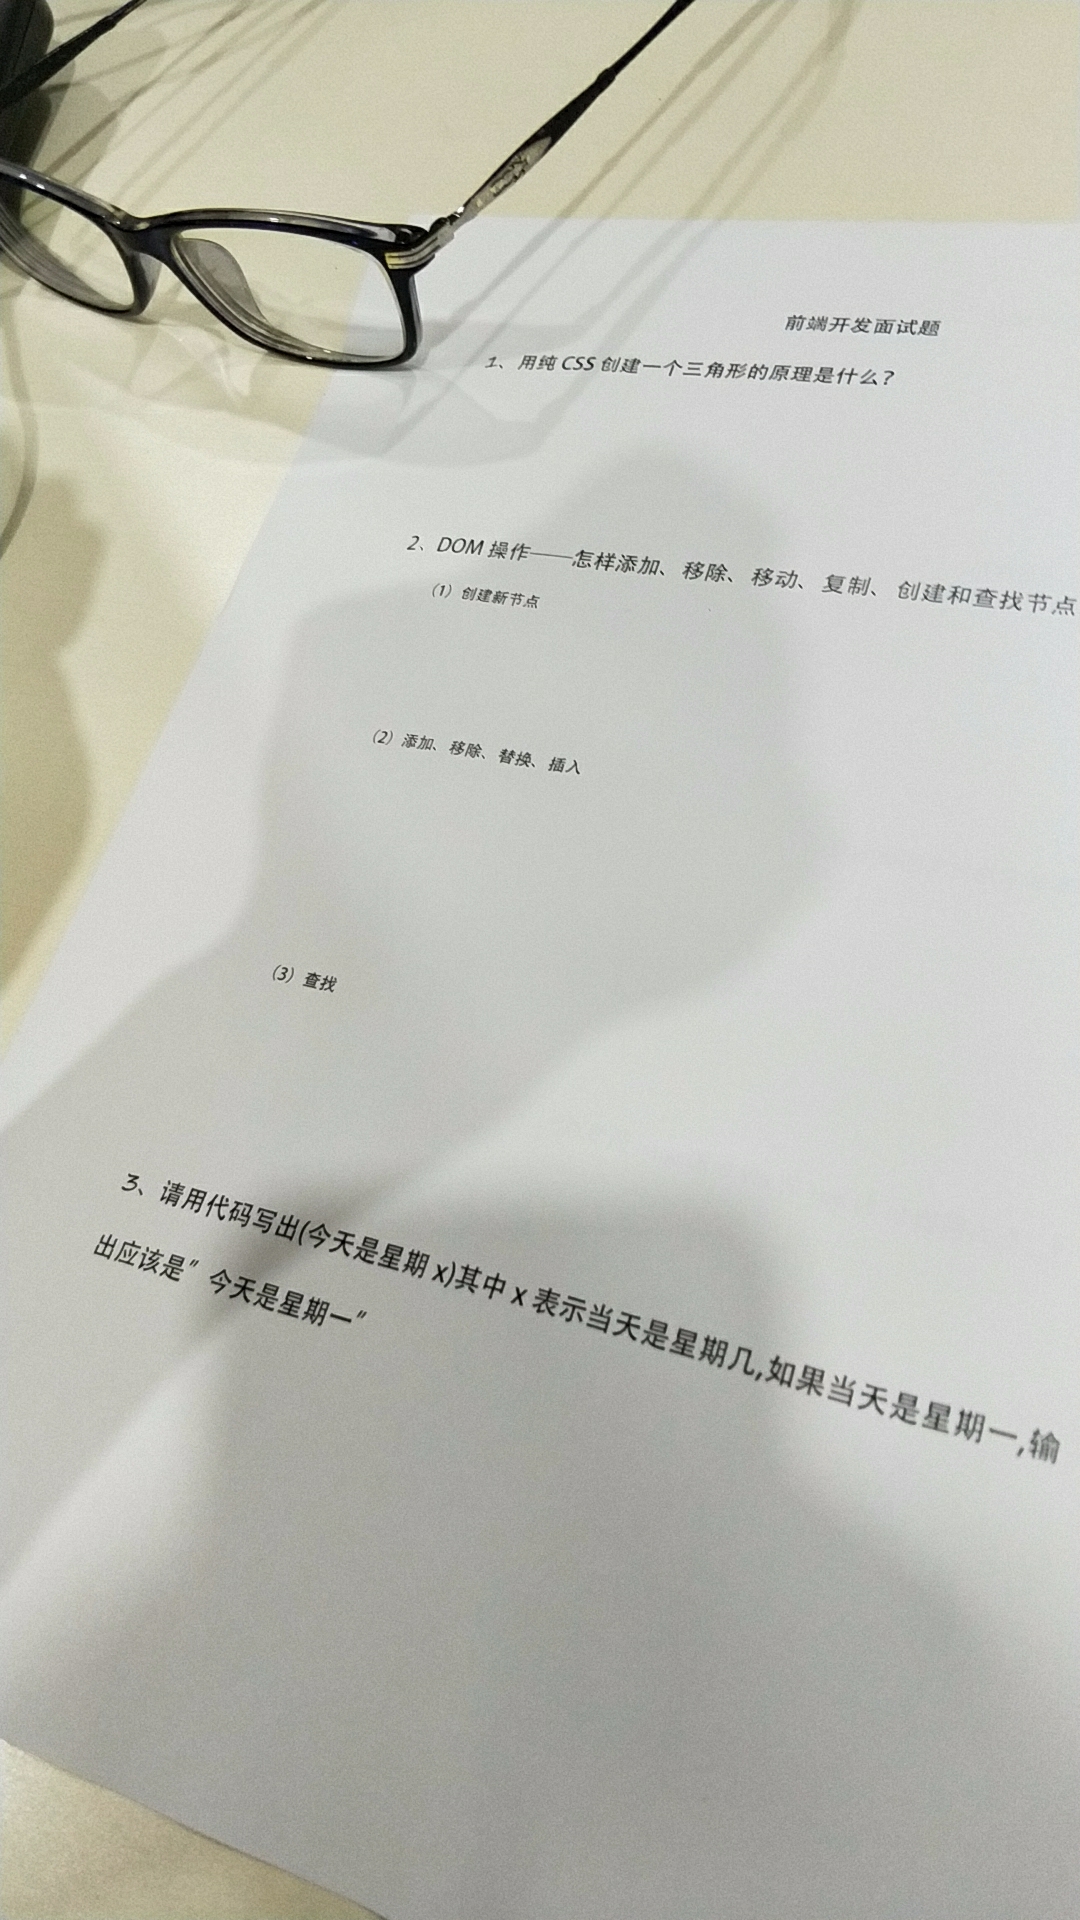 前端开发面试题
1、用纯 CSS 创建一个三角形的原理是什么？
2、DOM 操作——怎样添加、移除、移动、复制、创建和查找节点
（1）创建新节点
（2）添加、移除、替换、插入
（3）查找
3、请用代码写出(今天是星期 x)其中 x 表示当天是星期几,如果当天是星期一,输
出应该是"今天是星期一"